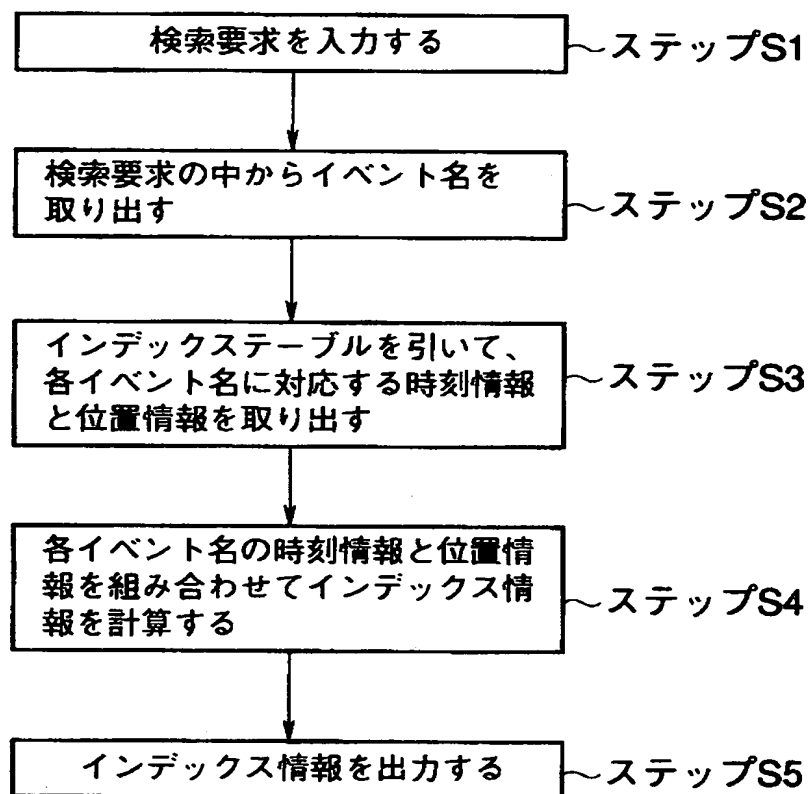 検索要求を入力する
ステップS1
検索要求の中からイベント名を
取り出す
ステップS2
インデックステーブルを引いて、
各イベント名に対応する時刻情報
と位置情報を取り出す
ステップS3
各イベント名の時刻情報と位置情
報を組み合わせてインデックス情
報を計算する
ステップS4
インデックス情報を出力する
ステップS5